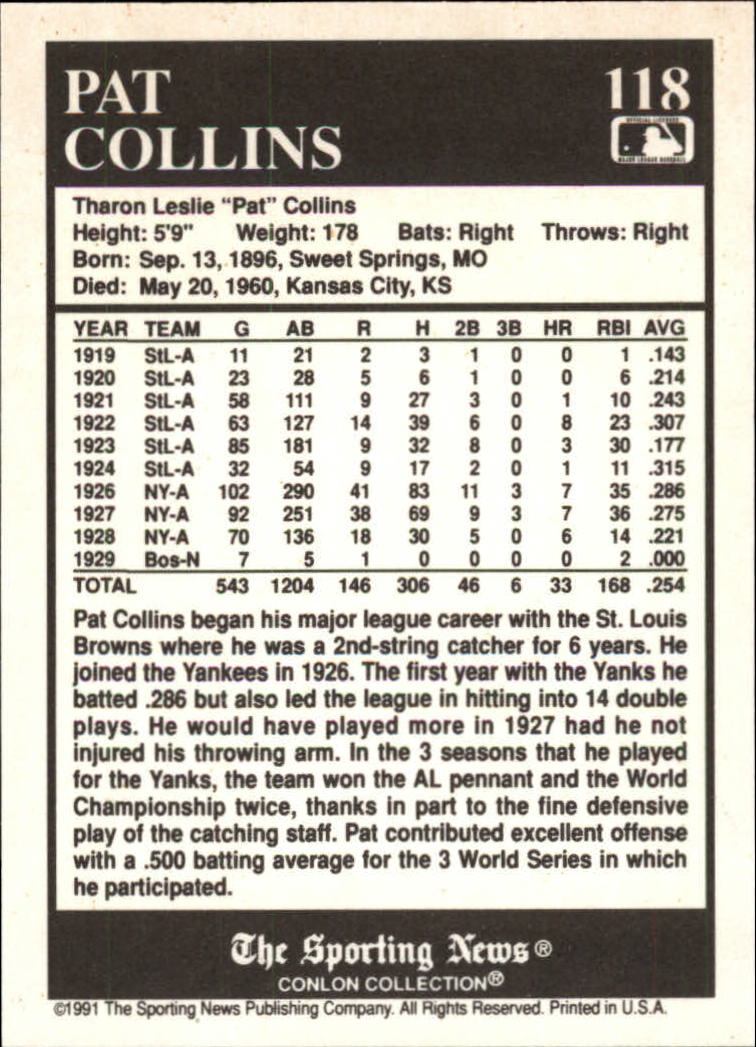 PAT
COLLINS
118
OFFICIAL LICENSEE
MAJOR LEAGUE BASEBALL
Tharon Leslie “Pat” Collins
Height: 5'9" Weight: 178 Bats: Right Throws: Right
Born: Sep. 13, 1896, Sweet Springs, MO
Died: May 20, 1960, Kansas City, KS
YEAR TEAM G AB R H 2B 3B HR RBI AVG
1919 StL-A 11 21 2 3 1 0 0 1 .143
1920 StL-A 23 28 5 6 1 0 0 6 .214
1921 StL-A 58 111 9 27 3 0 1 10 .243
1922 StL-A 63 127 14 39 6 0 8 23 .307
1923 StL-A 85 181 9 32 8 0 3 30 .177
1924 StL-A 32 54 9 17 2 0 1 11 .315
1926 NY-A 102 290 41 83 11 3 7 35 .286
1927 NY-A 92 251 38 69 9 3 7 36 .275
1928 NY-A 70 136 18 30 5 0 6 14 .221
1929 Bos-N 7 5 1 0 0 0 0 2 .000
TOTAL 543 1204 146 306 46 6 33 168 .254
Pat Collins began his major league career with the St. Louis
Browns where he was a 2nd-string catcher for 6 years. He
joined the Yankees in 1926. The first year with the Yanks he
batted .286 but also led the league in hitting into 14 double
plays. He would have played more in 1927 had he not
injured his throwing arm. In the 3 seasons that he played
for the Yanks, the team won the AL pennant and the World
Championship twice, thanks in part to the fine defensive
play of the catching staff. Pat contributed excellent offense
with a .500 batting average for the 3 World Series in which
he participated.
The Sporting News®
CONLON COLLECTION®
©1991 The Sporting News Publishing Company. All Rights Reserved. Printed in U.S.A.